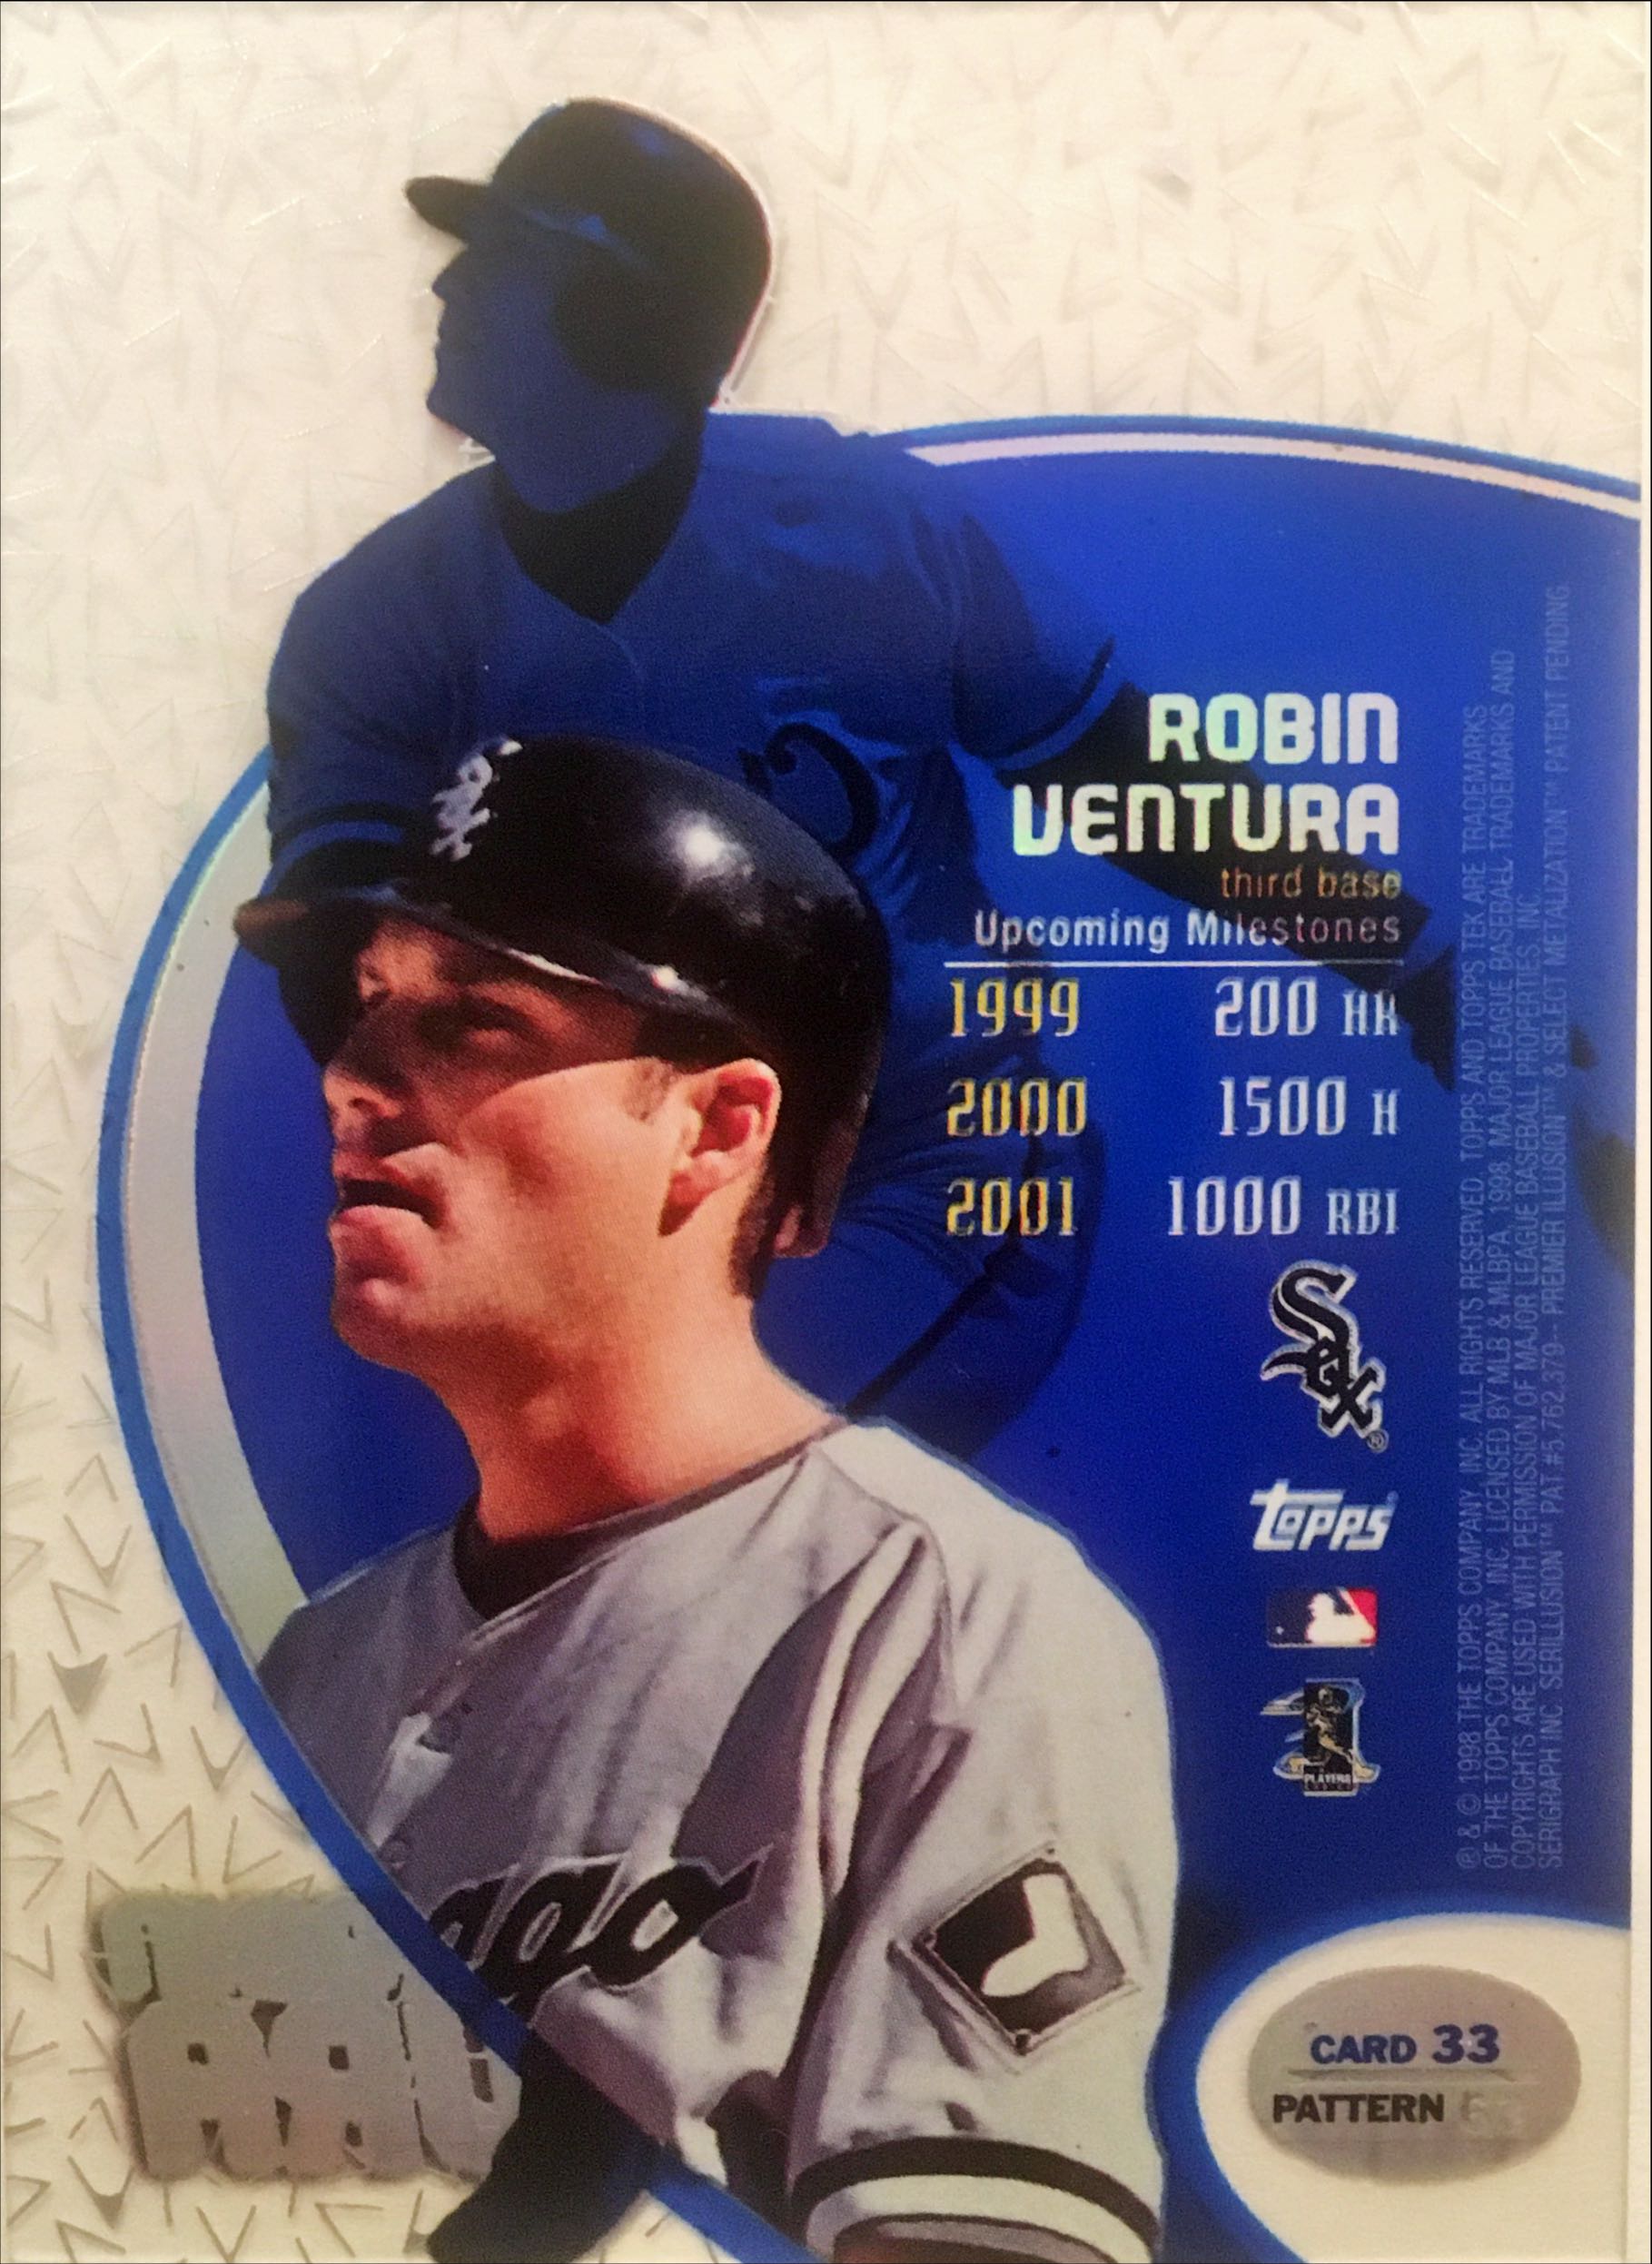 ROBIN
VENTURA
third base
Upcoming Milestones
1999 200 HR
2000 1500 H
2001 1000 RBI
Sox
®
topps
PLAYERS
® & © 1998 THE TOPPS COMPANY, INC. ALL RIGHTS RESERVED. TOPPS AND TOPPS TEK ARE TRADEMARKS
OF THE TOPPS COMPANY, INC. LICENSED BY MLB & MLBPA, 1998. MAJOR LEAGUE BASEBALL TRADEMARKS AND
COPYRIGHTS ARE USED WITH PERMISSION OF MAJOR LEAGUE BASEBALL PROPERTIES, INC.
SERIGRAPH INC. SERILLUSION™ PAT #5,762,379-- PREMIER ILLUSION™ & SELECT METALIZATION™ PATENT PENDING
CARD 33
PATTERN